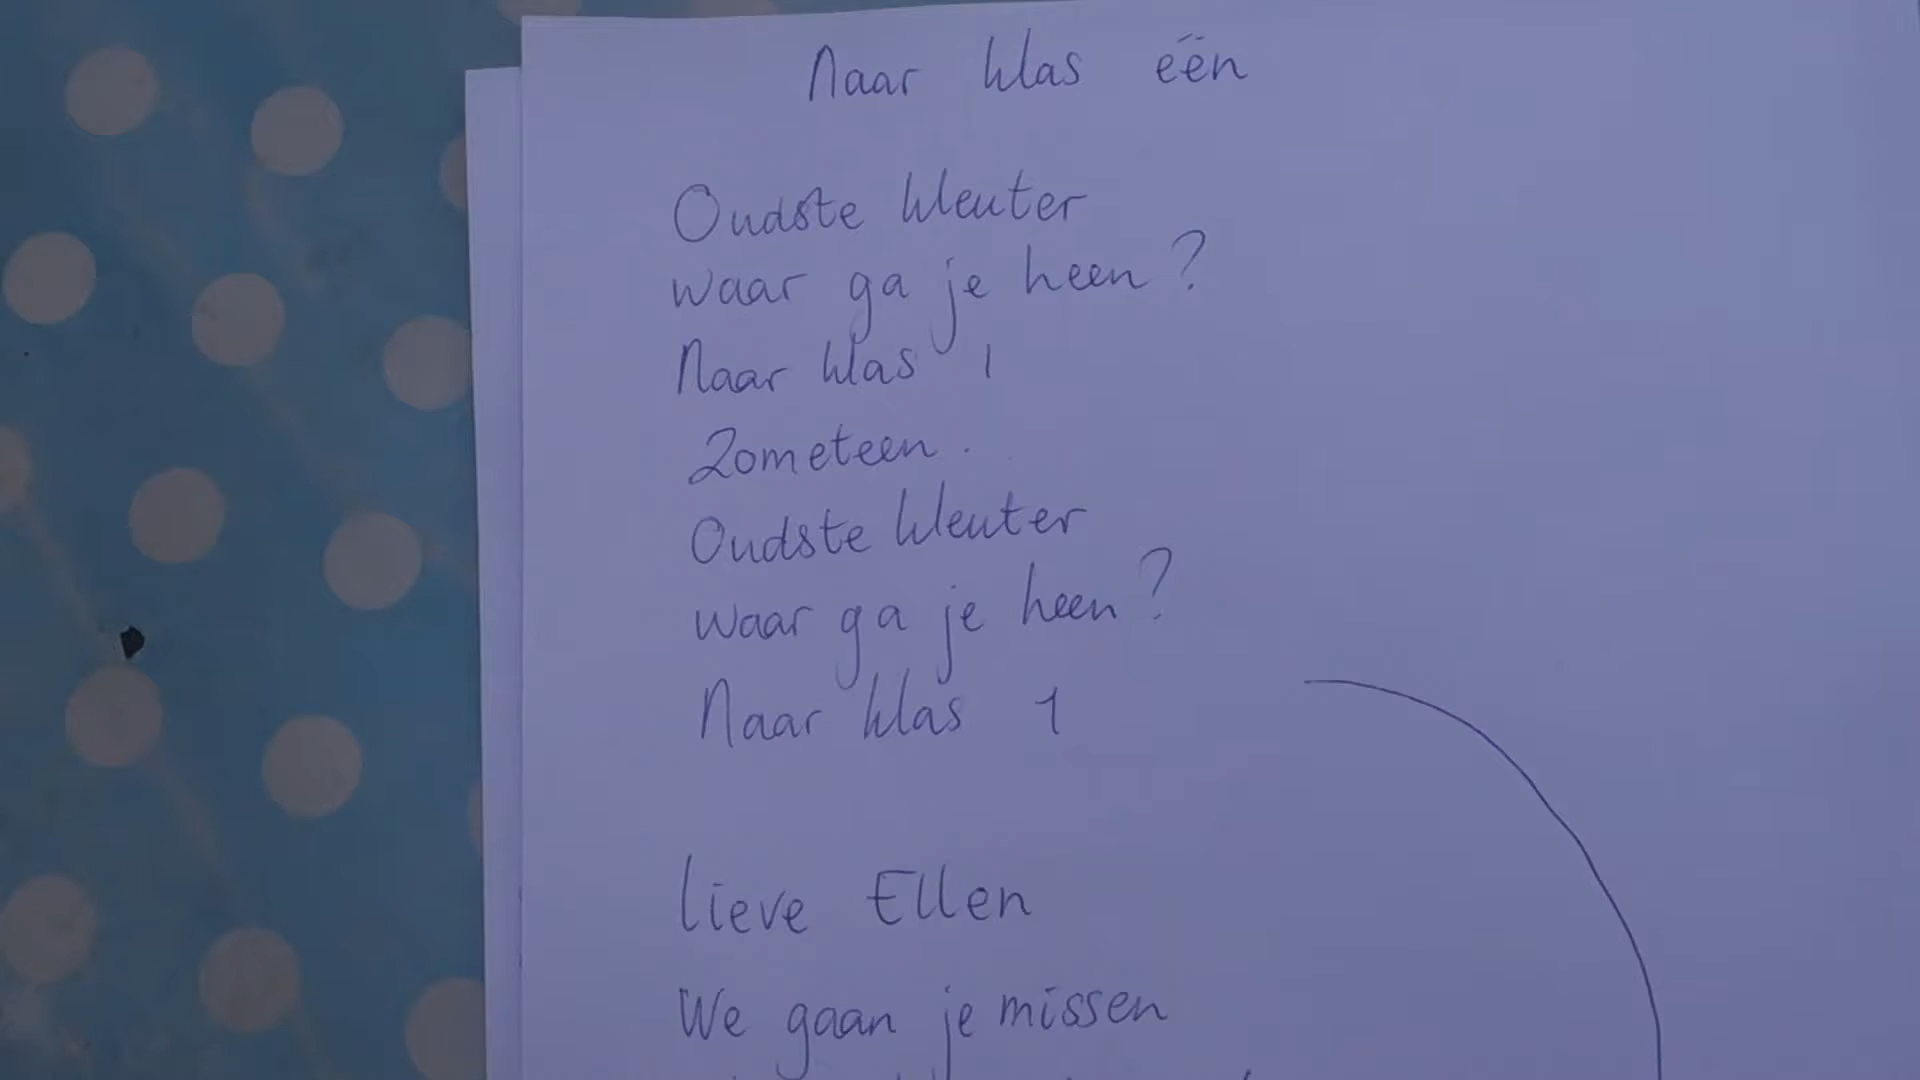 Naar klas één
Oudste kleuter
waar ga je heen?
Naar klas 1
Zometeen.
Oudste kleuter
waar ga je heen?
Naar klas 1
Lieve Ellen
We gaan je missen